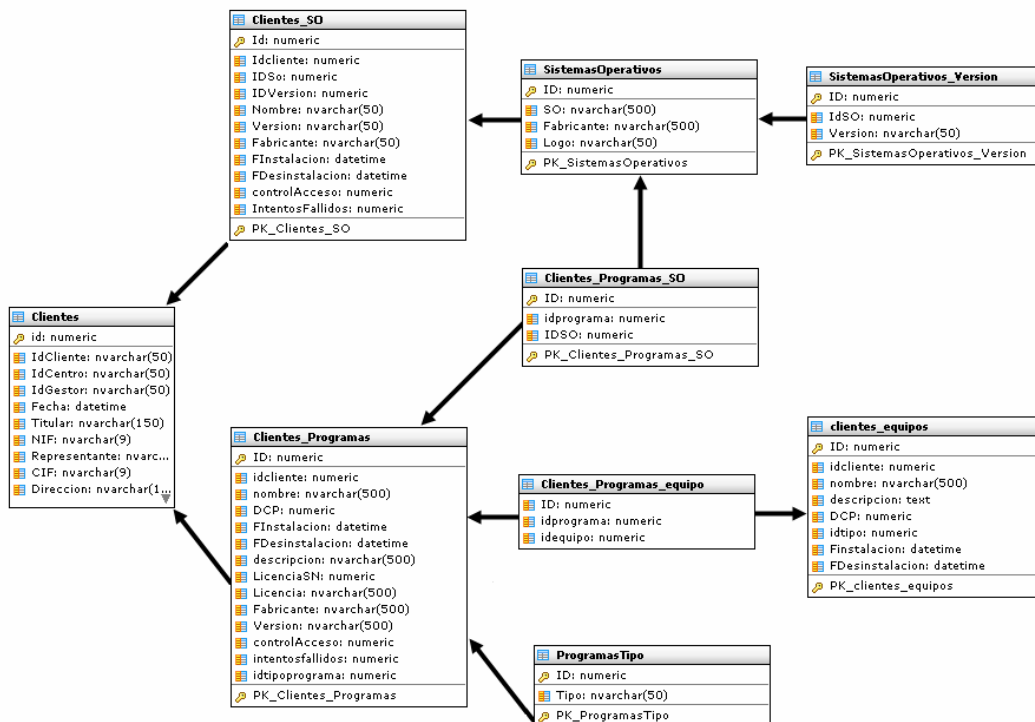 Clientes_SO
Id: numeric
Idcliente: numeric
IDSo: numeric
IDVersion: numeric
Nombre: nvarchar(50)
Version: nvarchar(50)
Fabricante: nvarchar(50)
FInstalacion: datetime
FDesinstalacion: datetime
controlAcceso: numeric
IntentosFallidos: numeric
PK_Clientes_SO
SistemasOperativos
ID: numeric
SO: nvarchar(500)
Fabricante: nvarchar(500)
Logo: nvarchar(50)
PK_SistemasOperativos
SistemasOperativos_Version
ID: numeric
IdSO: numeric
Version: nvarchar(50)
PK_SistemasOperativos_Version
Clientes_Programas_SO
ID: numeric
idprograma: numeric
IDSO: numeric
PK_Clientes_Programas_SO
Clientes
id: numeric
IdCliente: nvarchar(50)
IdCentro: nvarchar(50)
IdGestor: nvarchar(50)
Fecha: datetime
Titular: nvarchar(150)
NIF: nvarchar(9)
Representante: nvarc...
CIF: nvarchar(9)
Direccion: nvarchar(1...
Clientes_Programas
ID: numeric
idcliente: numeric
nombre: nvarchar(500)
DCP: numeric
FInstalacion: datetime
FDesinstalacion: datetime
descripcion: nvarchar(500)
LicenciaSN: numeric
Licencia: nvarchar(500)
Fabricante: nvarchar(500)
Version: nvarchar(500)
controlAcceso: numeric
intentosfallidos: numeric
idtipoprograma: numeric
PK_Clientes_Programas
Clientes_Programas_equipo
ID: numeric
idprograma: numeric
idequipo: numeric
clientes_equipos
ID: numeric
idcliente: numeric
nombre: nvarchar(500)
descripcion: text
DCP: numeric
idtipo: numeric
Finstalacion: datetime
FDesinstalacion: datetime
PK_clientes_equipos
ProgramasTipo
ID: numeric
Tipo: nvarchar(50)
PK_ProgramasTipo